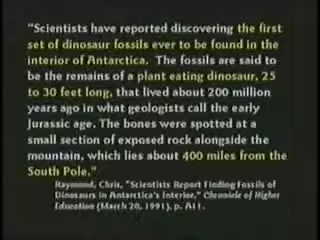 "Scientists have reported discovering the first
set of dinosaur fossils ever to be found in the
interior of Antarctica. The fossils are said to
be the remains of a plant eating dinosaur, 25
to 30 feet long, that lived about 200 million
years ago in what geologists call the early
Jurassic age. The bones were spotted at a
small section of exposed rock alongside the
mountain, which lies about 400 miles from the
South Pole."
Raymond, Chris, "Scientists Report Finding Fossils of
Dinosaurs in Antarctica's Interior," Chronicle of Higher
Education (March 20, 1991), p. A11.